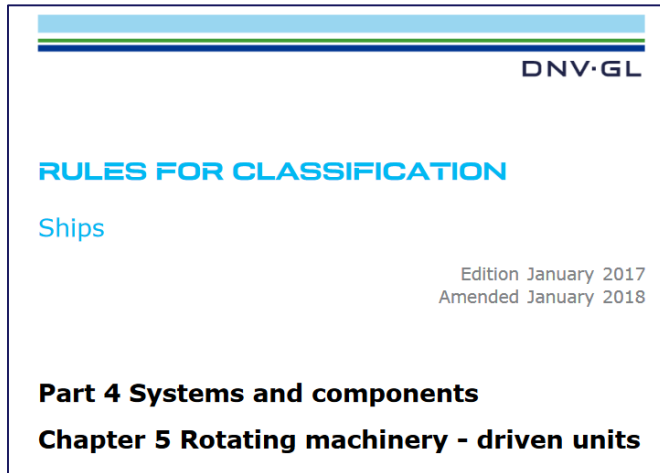 DNV·GL
RULES FOR CLASSIFICATION
Ships
Edition January 2017
Amended January 2018
Part 4 Systems and components
Chapter 5 Rotating machinery - driven units